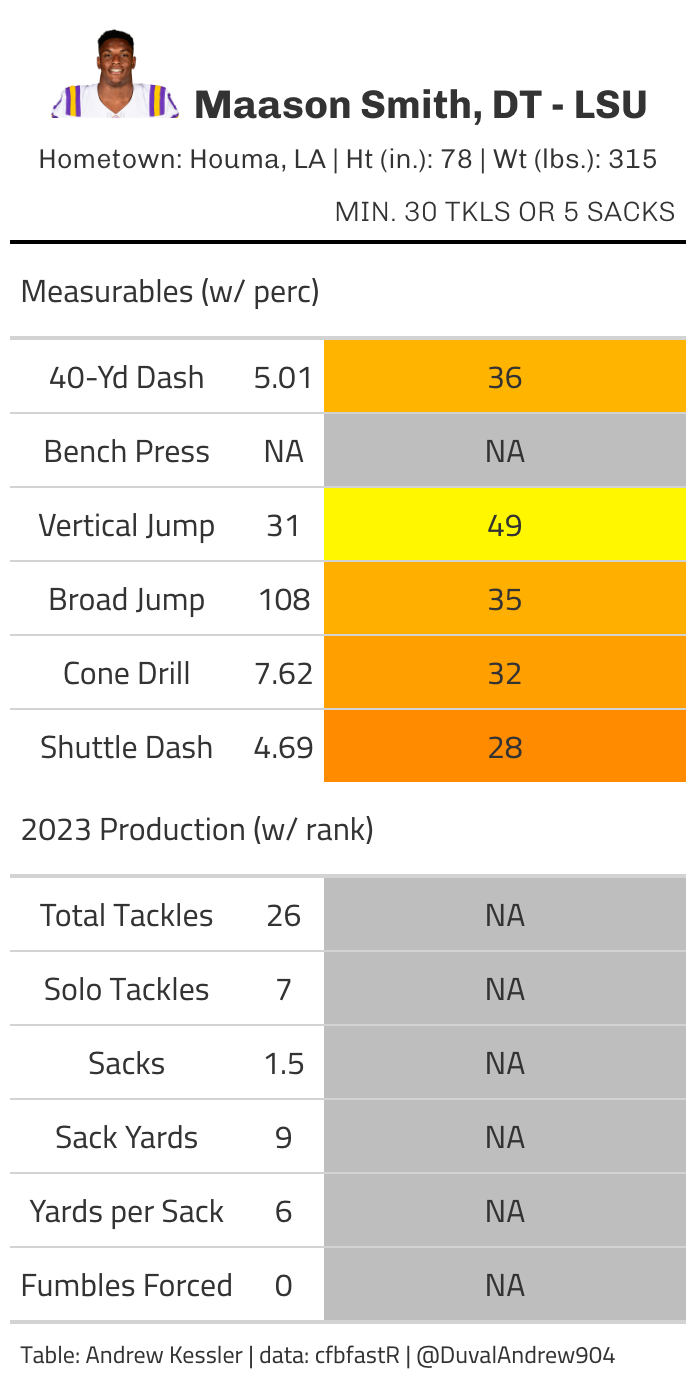 Maason Smith, DT - LSU
Hometown: Houma, LA | Ht (in.): 78 | Wt (lbs.): 315
MIN. 30 TKLS OR 5 SACKS
Measurables (w/ perc)
40-Yd Dash 5.01 36
Bench Press NA NA
Vertical Jump 31 49
Broad Jump 108 35
Cone Drill 7.62 32
Shuttle Dash 4.69 28
2023 Production (w/ rank)
Total Tackles 26 NA
Solo Tackles 7 NA
Sacks 1.5 NA
Sack Yards 9 NA
Yards per Sack 6 NA
Fumbles Forced 0 NA
Table: Andrew Kessler | data: cfbfastR | @DuvalAndrew904